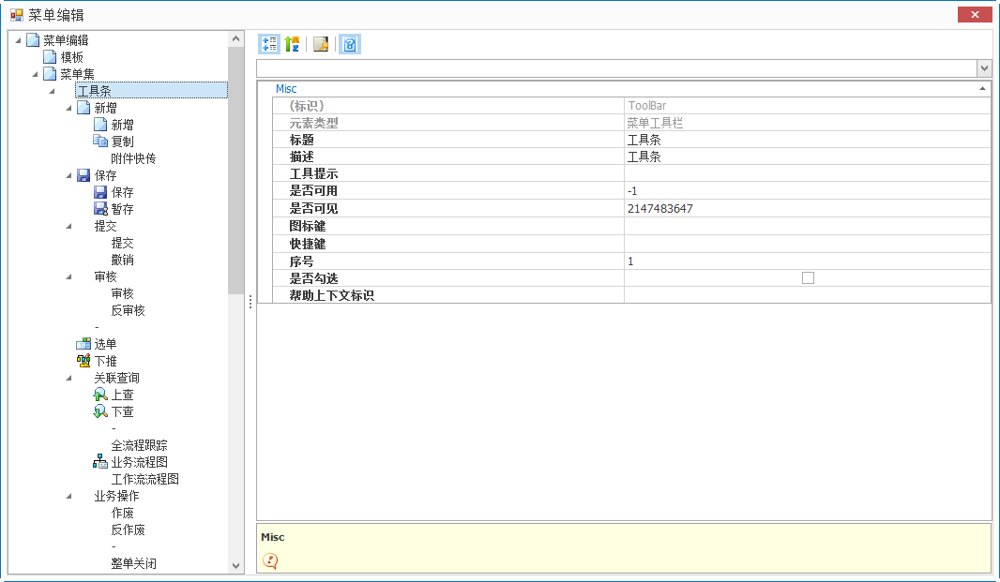 菜单编辑
菜单编辑
模板
菜单集
工具条
新增
新增
复制
附件快传
保存
保存
暂存
提交
提交
撤销
审核
审核
反审核
-
选单
下推
关联查询
上查
下查
-
全流程跟踪
业务流程图
工作流流程图
业务操作
作废
反作废
-
整单关闭
Misc
(标识) ToolBar
元素类型 菜单工具栏
标题 工具条
描述 工具条
工具提示
是否可用 -1
是否可见 2147483647
图标键
快捷键
序号 1
是否勾选
帮助上下文标识
Misc